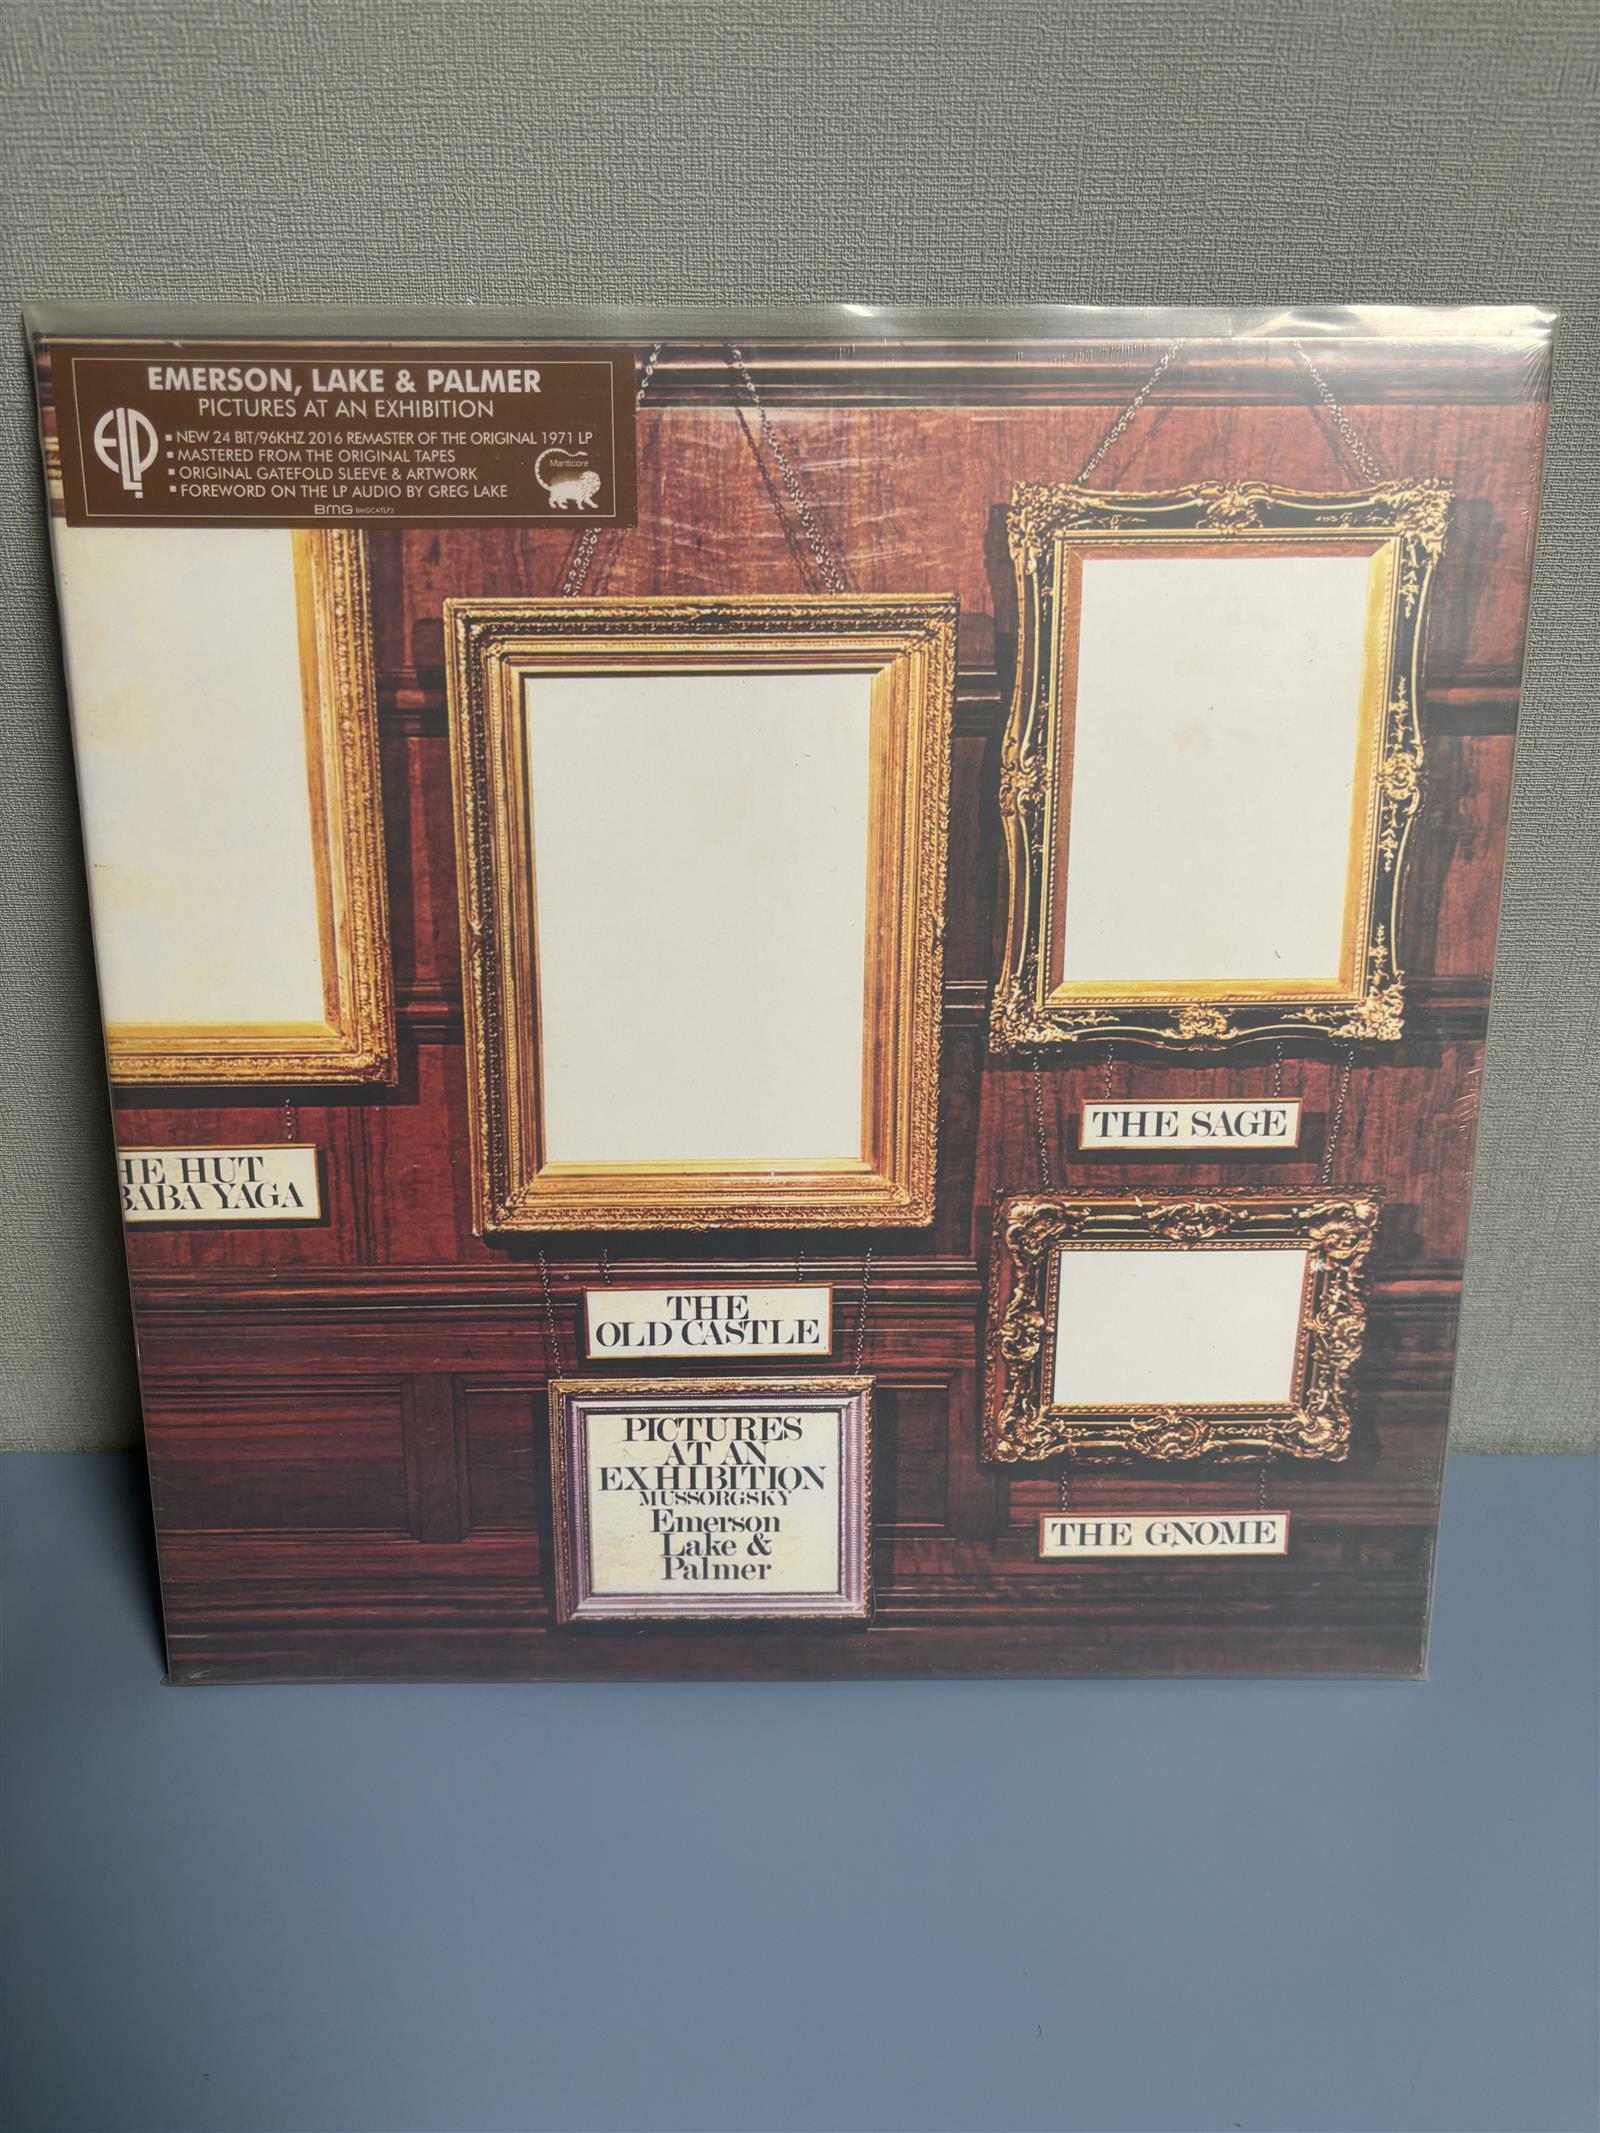 EMERSON, LAKE & PALMER
PICTURES AT AN EXHIBITION
ELP
▪ NEW 24 BIT/96KHZ 2016 REMASTER OF THE ORIGINAL 1971 LP
▪ MASTERED FROM THE ORIGINAL TAPES
▪ ORIGINAL GATEFOLD SLEEVE & ARTWORK
▪ FOREWORD ON THE LP AUDIO BY GREG LAKE
Manticore
BMG BMGCATLP3
HE HUT
BABA YAGA
THE
OLD CASTLE
PICTURES
AT AN
EXHIBITION
MUSSORGSKY
Emerson
Lake &
Palmer
THE SAGE
THE GNOME